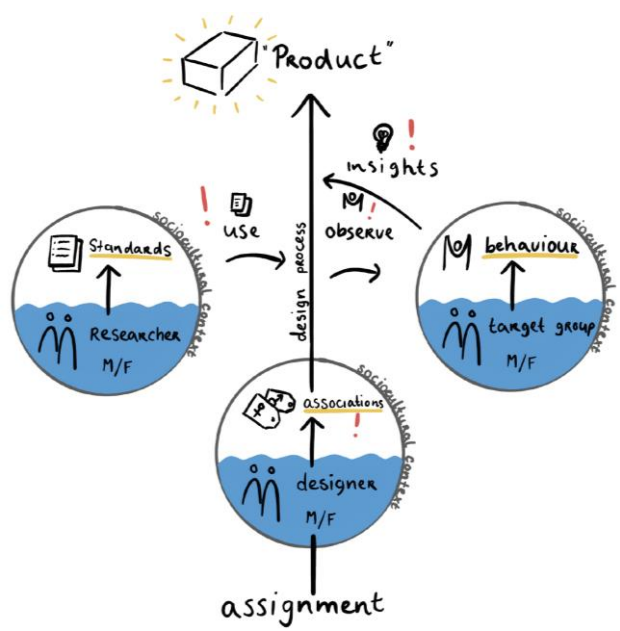 "Product"
insights
use
observe
design process
sociocultural context
Standards
Researcher
M/F
sociocultural context
behaviour
target group
M/F
sociocultural context
associations
designer
M/F
assignment